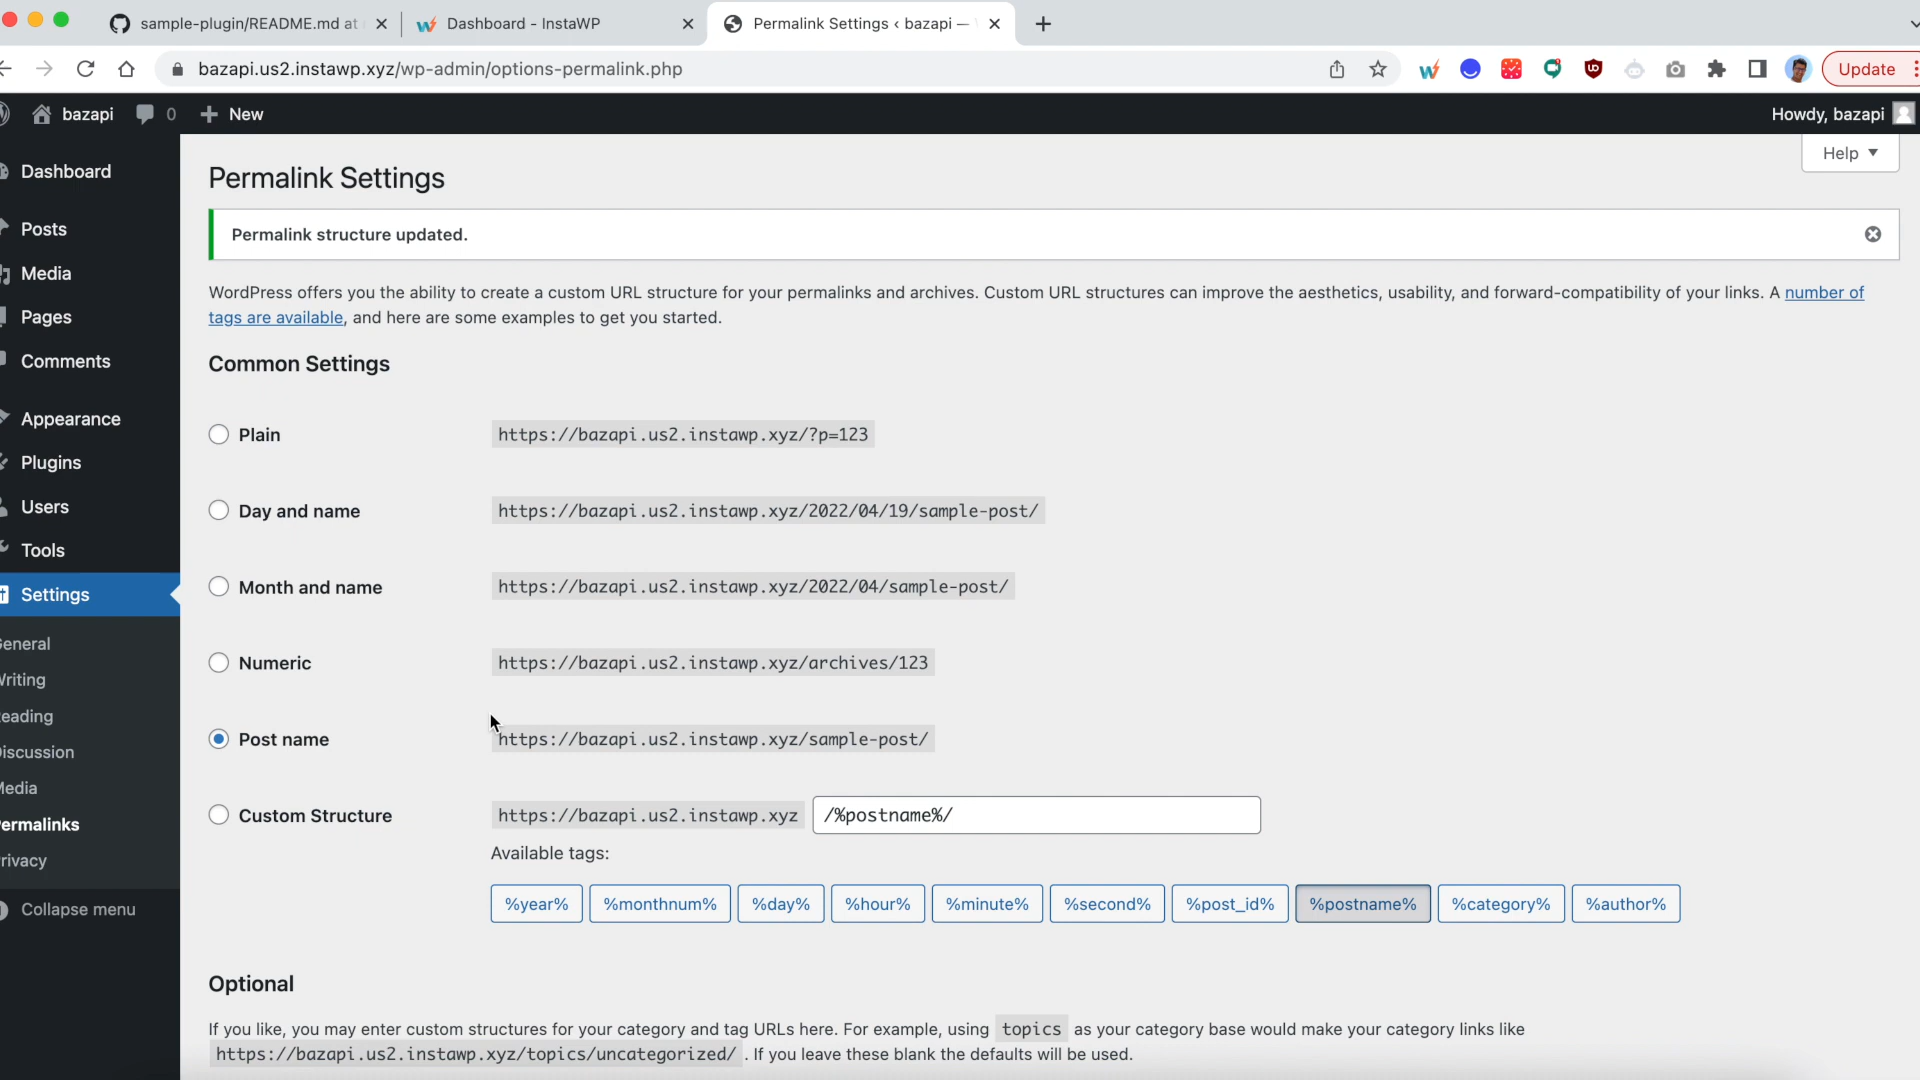 sample-plugin/README.md at
Dashboard - InstaWP
Permalink Settings ‹ bazapi —
bazapi.us2.instawp.xyz/wp-admin/options-permalink.php
Update
bazapi
0
New
Howdy, bazapi
Help
Dashboard
Posts
Media
Pages
Comments
Appearance
Plugins
Users
Tools
Settings
eneral
riting
eading
iscussion
edia
ermalinks
rivacy
Collapse menu
Permalink Settings
Permalink structure updated.
WordPress offers you the ability to create a custom URL structure for your permalinks and archives. Custom URL structures can improve the aesthetics, usability, and forward-compatibility of your links. A number of
tags are available, and here are some examples to get you started.
Common Settings
Plain https://bazapi.us2.instawp.xyz/?p=123
Day and name https://bazapi.us2.instawp.xyz/2022/04/19/sample-post/
Month and name https://bazapi.us2.instawp.xyz/2022/04/sample-post/
Numeric https://bazapi.us2.instawp.xyz/archives/123
Post name https://bazapi.us2.instawp.xyz/sample-post/
Custom Structure https://bazapi.us2.instawp.xyz /%postname%/
Available tags:
%year% %monthnum% %day% %hour% %minute% %second% %post_id% %postname% %category% %author%
Optional
If you like, you may enter custom structures for your category and tag URLs here. For example, using topics as your category base would make your category links like
https://bazapi.us2.instawp.xyz/topics/uncategorized/ . If you leave these blank the defaults will be used.